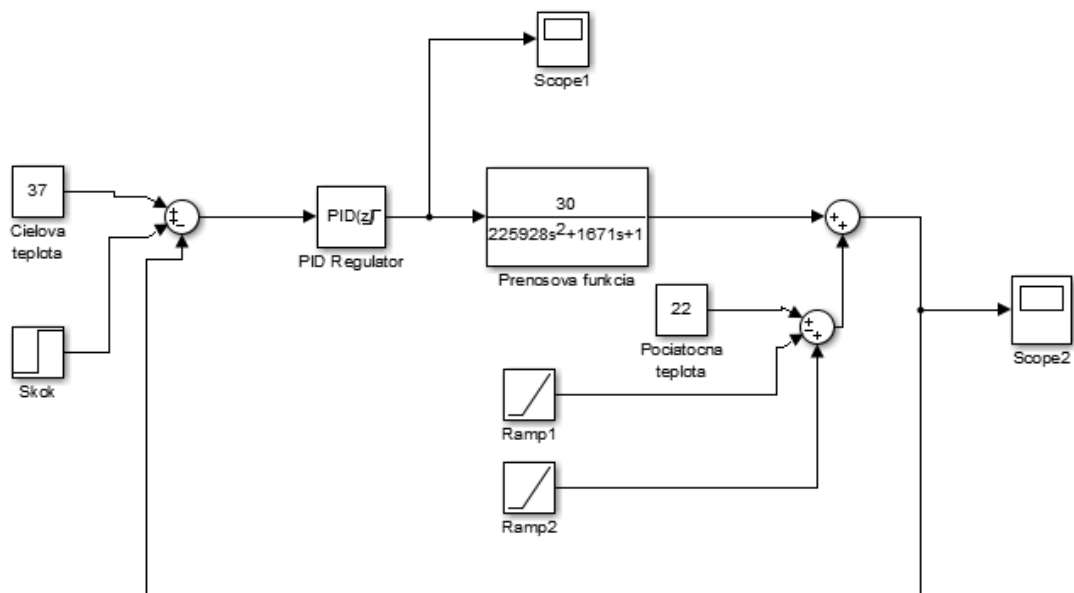 Scope1
37
Cielova
teplota
PID(z)
PID Regulator
30
225928s²+1671s+1
Prenosova funkcia
22
Pociatocna
teplota
Scope2
Skok
Ramp1
Ramp2